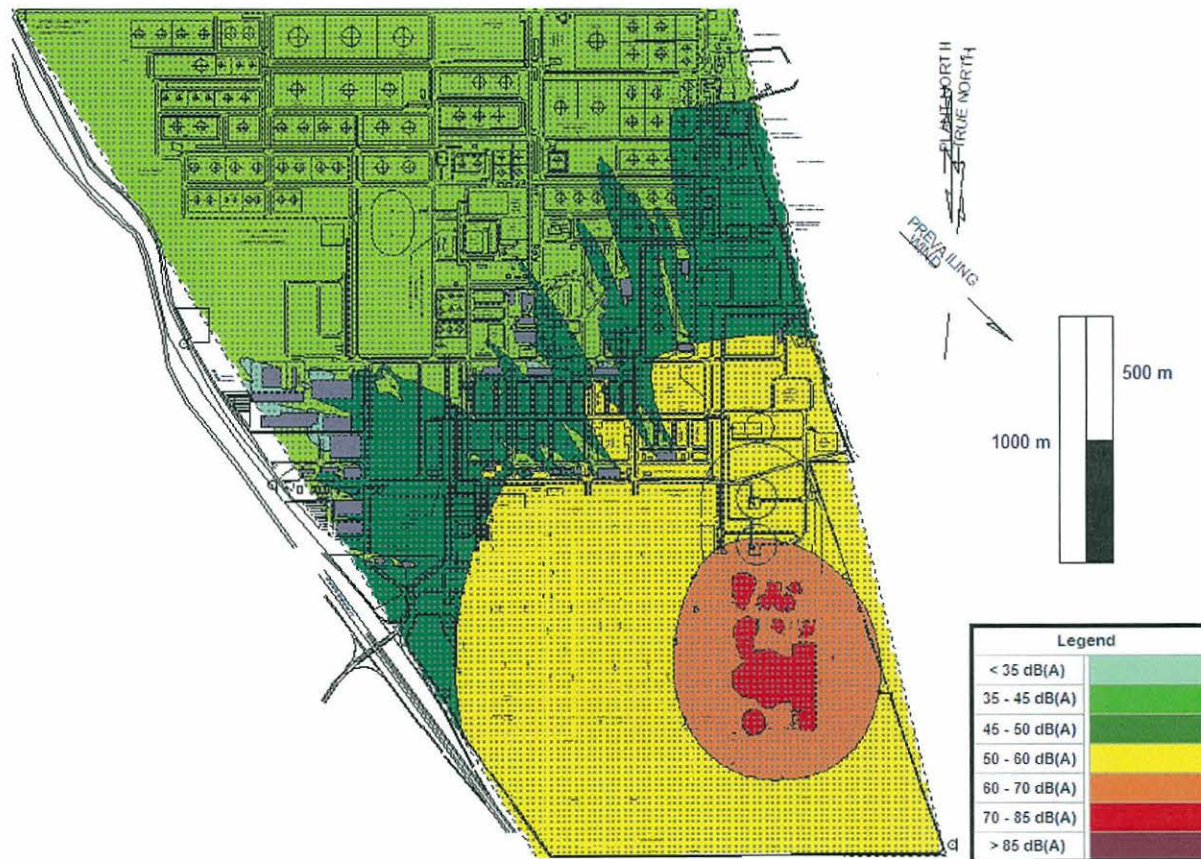 PLANT NORTH
TRUE NORTH
PREVAILING
WIND
500 m
1000 m
Legend
< 35 dB(A)
35 - 45 dB(A)
45 - 50 dB(A)
50 - 60 dB(A)
60 - 70 dB(A)
70 - 85 dB(A)
> 85 dB(A)